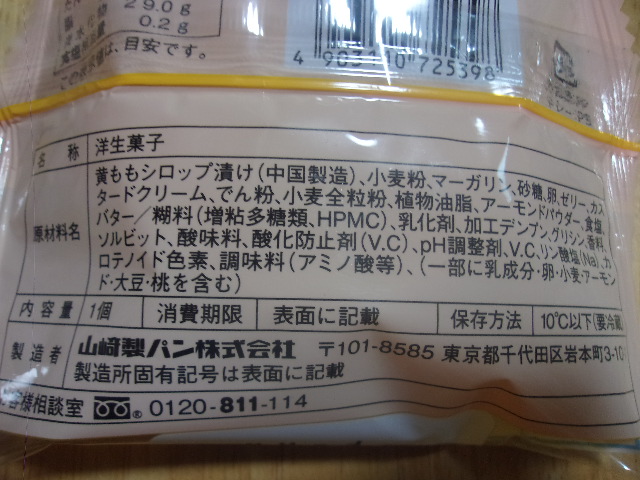 29.0g
0.2g
この表示値は、目安です。
4 903110 725398
名 称 洋生菓子
原材料名 黄ももシロップ漬け(中国製造)、小麦粉、マーガリン、砂糖、卵、ゼリー、カス
タードクリーム、でん粉、小麦全粒粉、植物油脂、アーモンドパウダー、食塩、
バター/糊料(増粘多糖類、HPMC)、乳化剤、加工デンプン、グリシン、香料、
ソルビット、酸味料、酸化防止剤(V.C)、pH調整剤、V.C、リン酸塩(Na)、カ
ロテノイド色素、調味料(アミノ酸等)、(一部に乳成分・卵・小麦・アーモン
ド・大豆・桃を含む)
内容量 1個 消費期限 表面に記載 保存方法 10℃以下(要冷蔵)
製造者 山崎製パン株式会社 〒101-8585 東京都千代田区岩本町3-10
製造所固有記号は表面に記載
客様相談室 0120-811-114